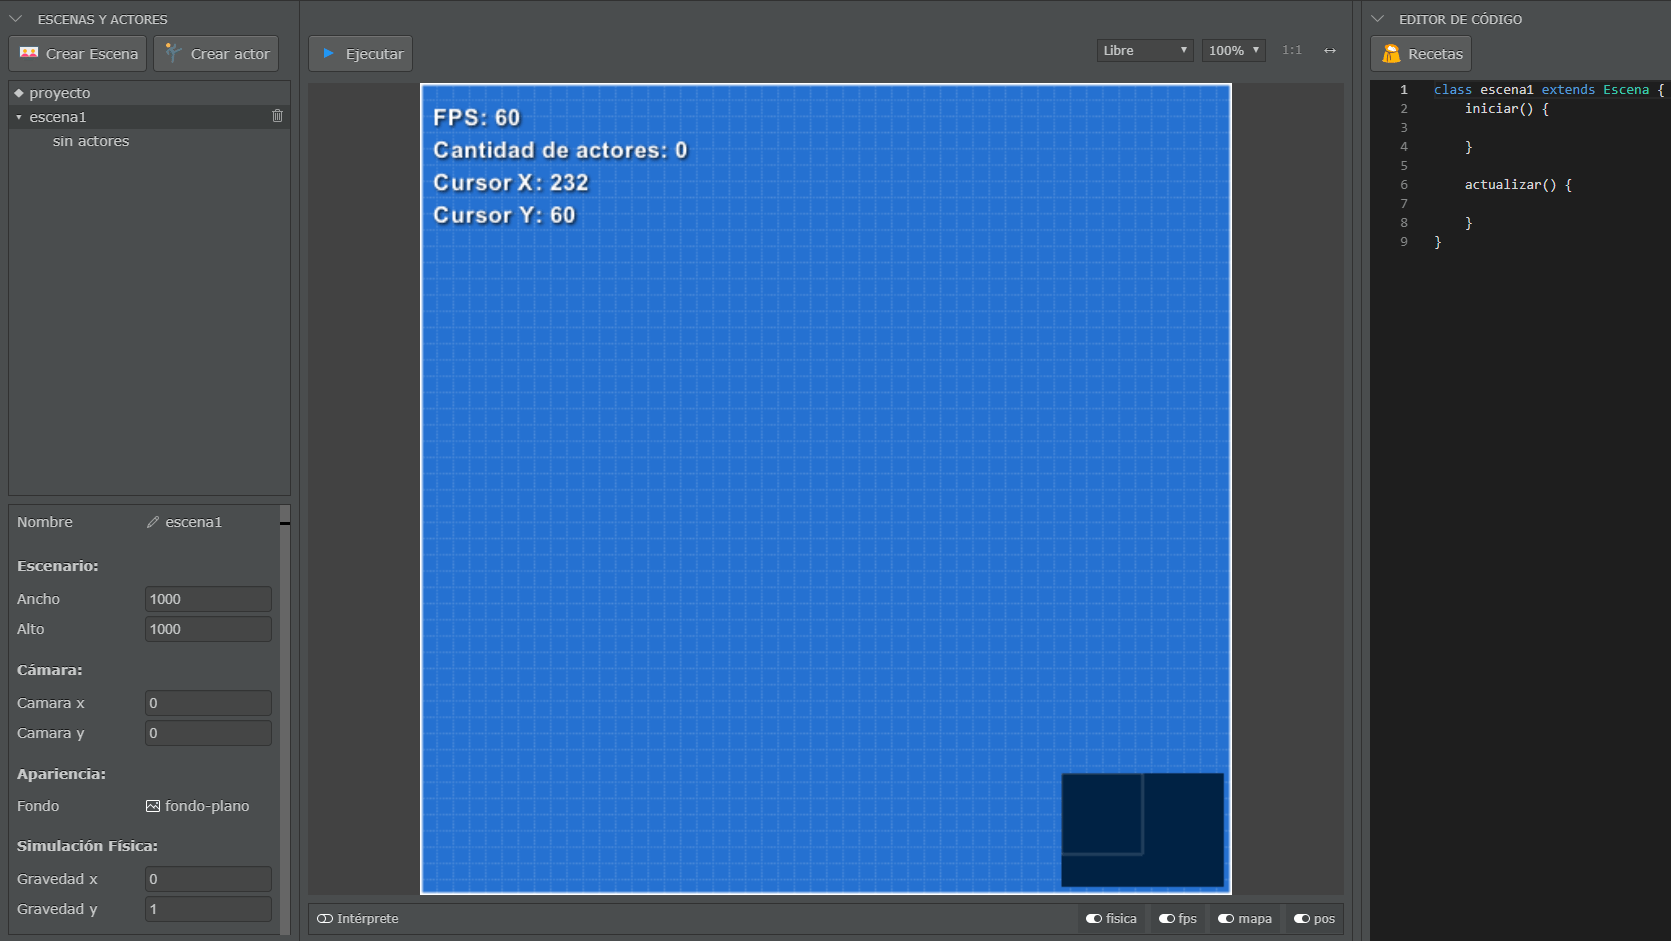 ESCENAS Y ACTORES
Crear Escena
Crear actor
proyecto
escena1
sin actores
Nombre
escena1
Escenario:
Ancho
1000
Alto
1000
Cámara:
Camara x
0
Camara y
0
Apariencia:
Fondo
fondo-plano
Simulación Física:
Gravedad x
0
Gravedad y
1
Ejecutar
Libre
100%
1:1
FPS: 60
Cantidad de actores: 0
Cursor X: 232
Cursor Y: 60
Intérprete
fisica
fps
mapa
pos
EDITOR DE CÓDIGO
Recetas
1 class escena1 extends Escena {
2 iniciar() {
3
4 }
5
6 actualizar() {
7
8 }
9 }